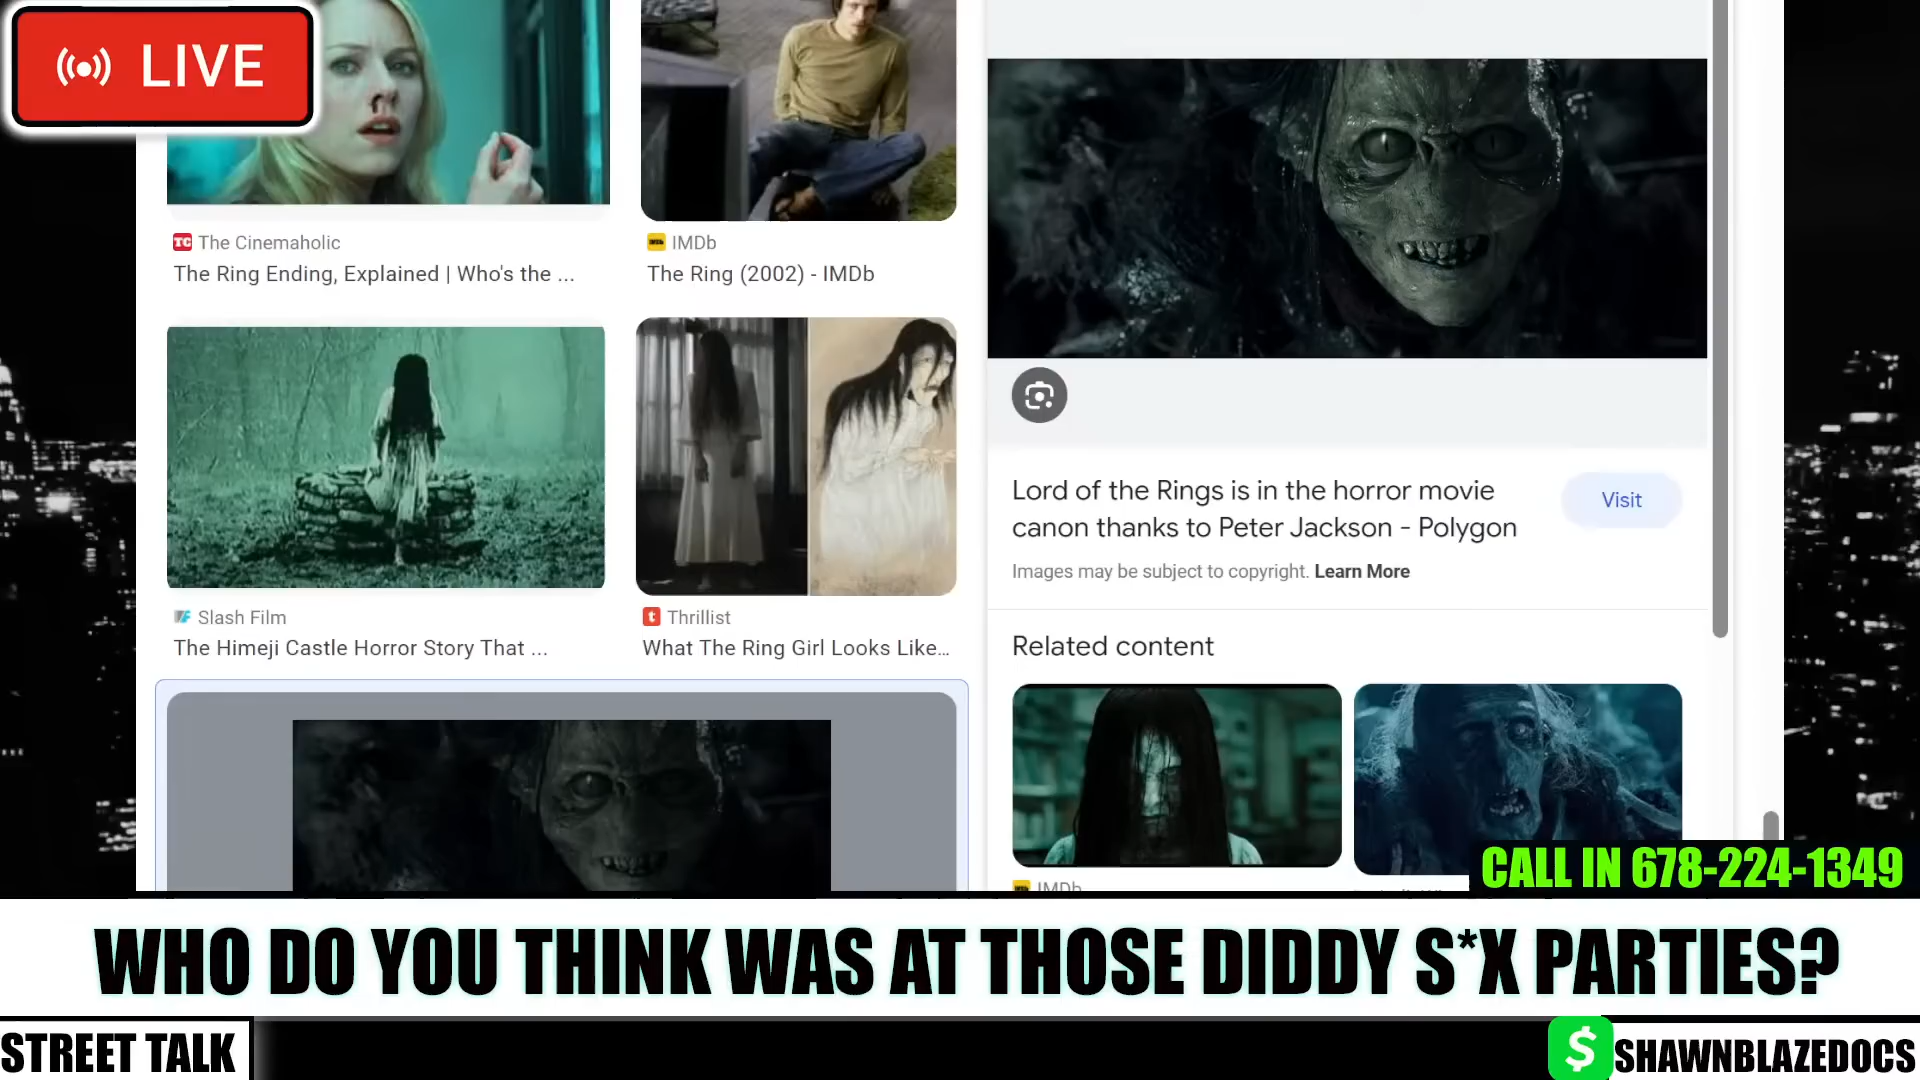 LIVE
TC The Cinemaholic
The Ring Ending, Explained | Who's the ...
IMDb
The Ring (2002) - IMDb
Slash Film
The Himeji Castle Horror Story That ...
t Thrillist
What The Ring Girl Looks Like...
Lord of the Rings is in the horror movie
canon thanks to Peter Jackson - Polygon
Visit
Images may be subject to copyright. Learn More
Related content
IMDb
CALL IN 678-224-1349
WHO DO YOU THINK WAS AT THOSE DIDDY S*X PARTIES?
STREET TALK
$ SHAWNBLAZEDOCS